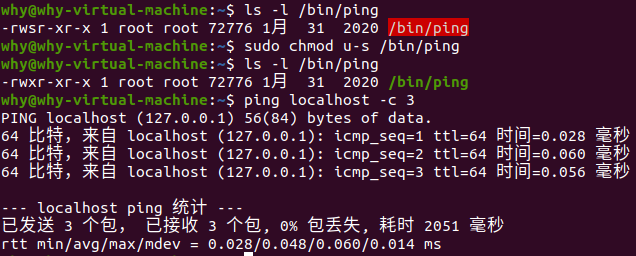 why@why-virtual-machine:~$ ls -l /bin/ping
-rwsr-xr-x 1 root root 72776 1月  31  2020 /bin/ping
why@why-virtual-machine:~$ sudo chmod u-s /bin/ping
why@why-virtual-machine:~$ ls -l /bin/ping
-rwxr-xr-x 1 root root 72776 1月  31  2020 /bin/ping
why@why-virtual-machine:~$ ping localhost -c 3
PING localhost (127.0.0.1) 56(84) bytes of data.
64 比特，来自 localhost (127.0.0.1): icmp_seq=1 ttl=64 时间=0.028 毫秒
64 比特，来自 localhost (127.0.0.1): icmp_seq=2 ttl=64 时间=0.060 毫秒
64 比特，来自 localhost (127.0.0.1): icmp_seq=3 ttl=64 时间=0.056 毫秒
--- localhost ping 统计 ---
已发送 3 个包， 已接收 3 个包, 0% 包丢失, 耗时 2051 毫秒
rtt min/avg/max/mdev = 0.028/0.048/0.060/0.014 ms